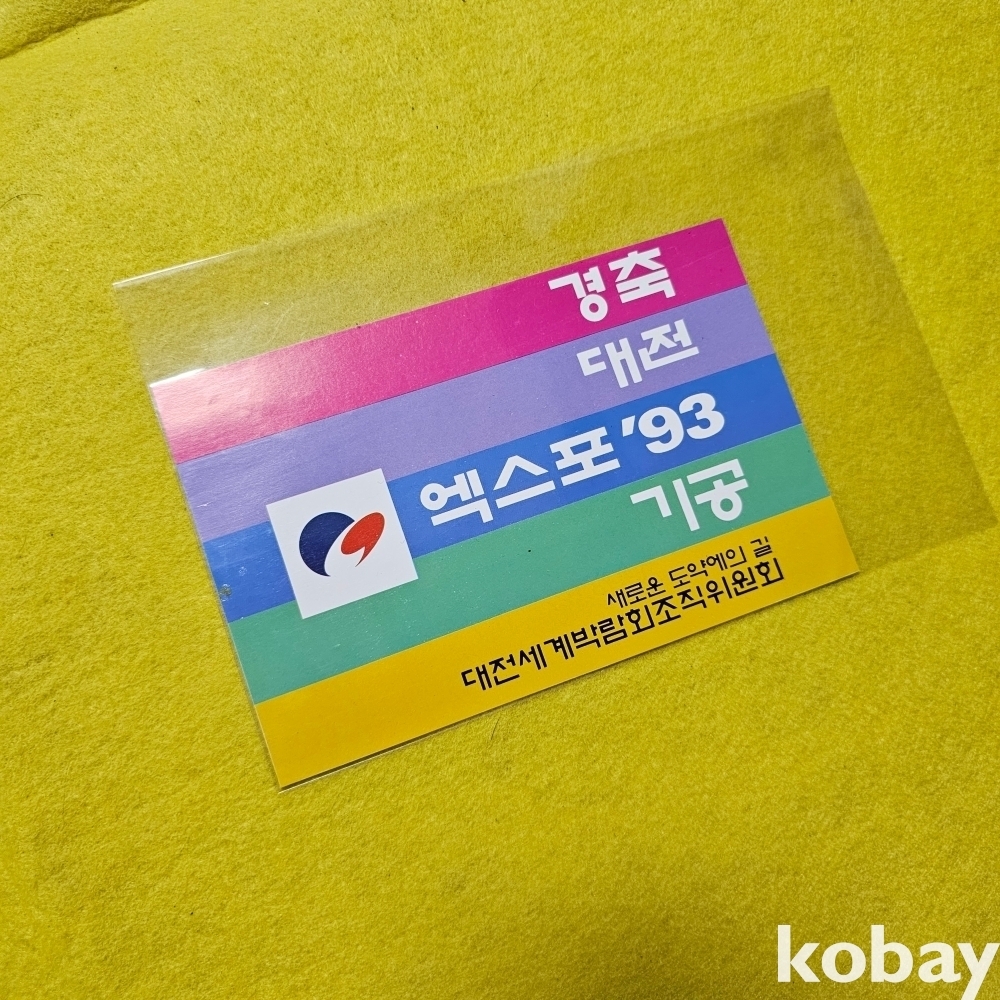 경축
대전
엑스포 '93
기공
새로운 도약에의 길
대전세계박람회조직위원회
kobay